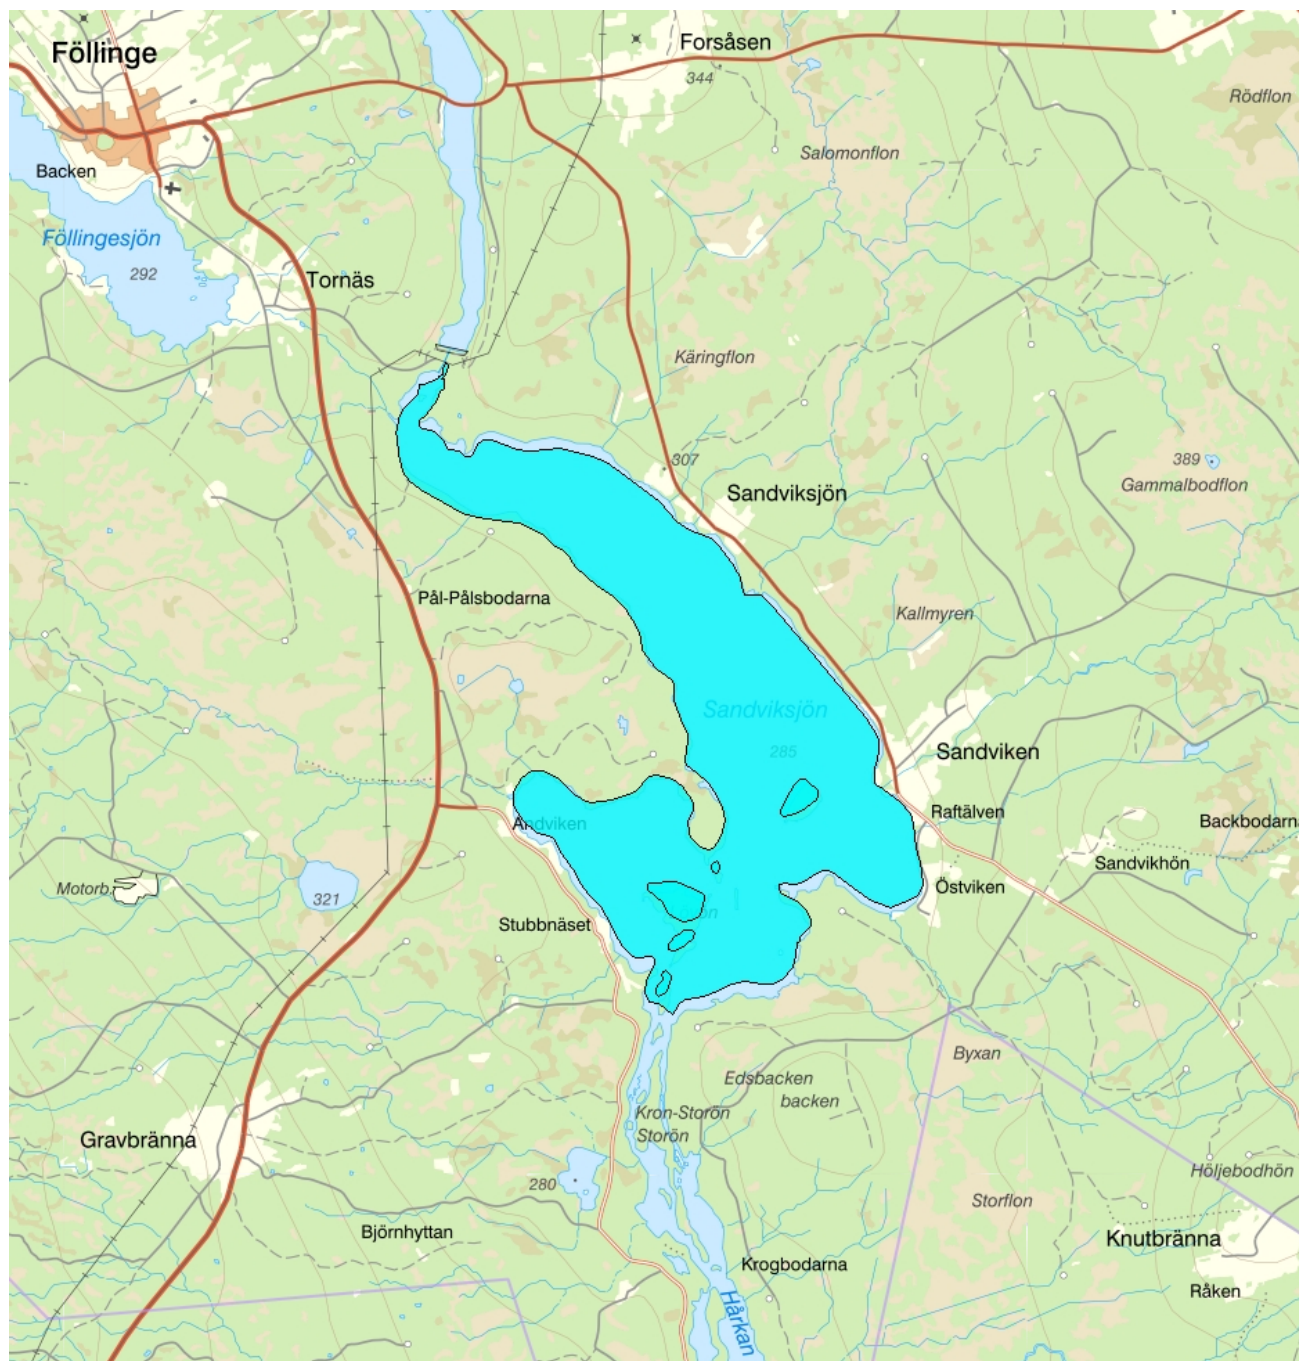 Föllinge
Forsåsen
344
Rödflon
Salomonflon
Backen
Föllingesjön
292
Tornäs
Käringflon
307
389
Gammalbodflon
Sandviksjön
Pål-Pålsbodarna
Kallmyren
Sandviksjön
285
Sandviken
Raftälven
Backbodarna
Andviken
Sandvikhön
Motorb.
321
Östviken
Stubbnäset
Byxan
Edsbacken
backen
Kron-Storön
Storön
Gravbränna
280
Höljebodhön
Storflon
Björnhyttan
Knutbränna
Krogbodarna
Råken
Hårkan